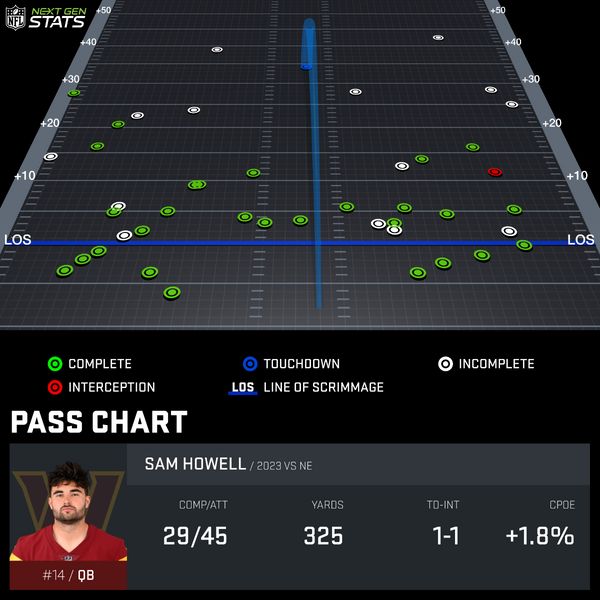 NFL NEXT GEN STATS
+50 +50
+40 +40
+30 +30
+20 +20
+10 +10
LOS LOS
COMPLETE TOUCHDOWN INCOMPLETE
INTERCEPTION LOS LINE OF SCRIMMAGE
PASS CHART
SAM HOWELL / 2023 VS NE
COMP/ATT YARDS TD-INT CPOE
29/45 325 1-1 +1.8%
#14 / QB